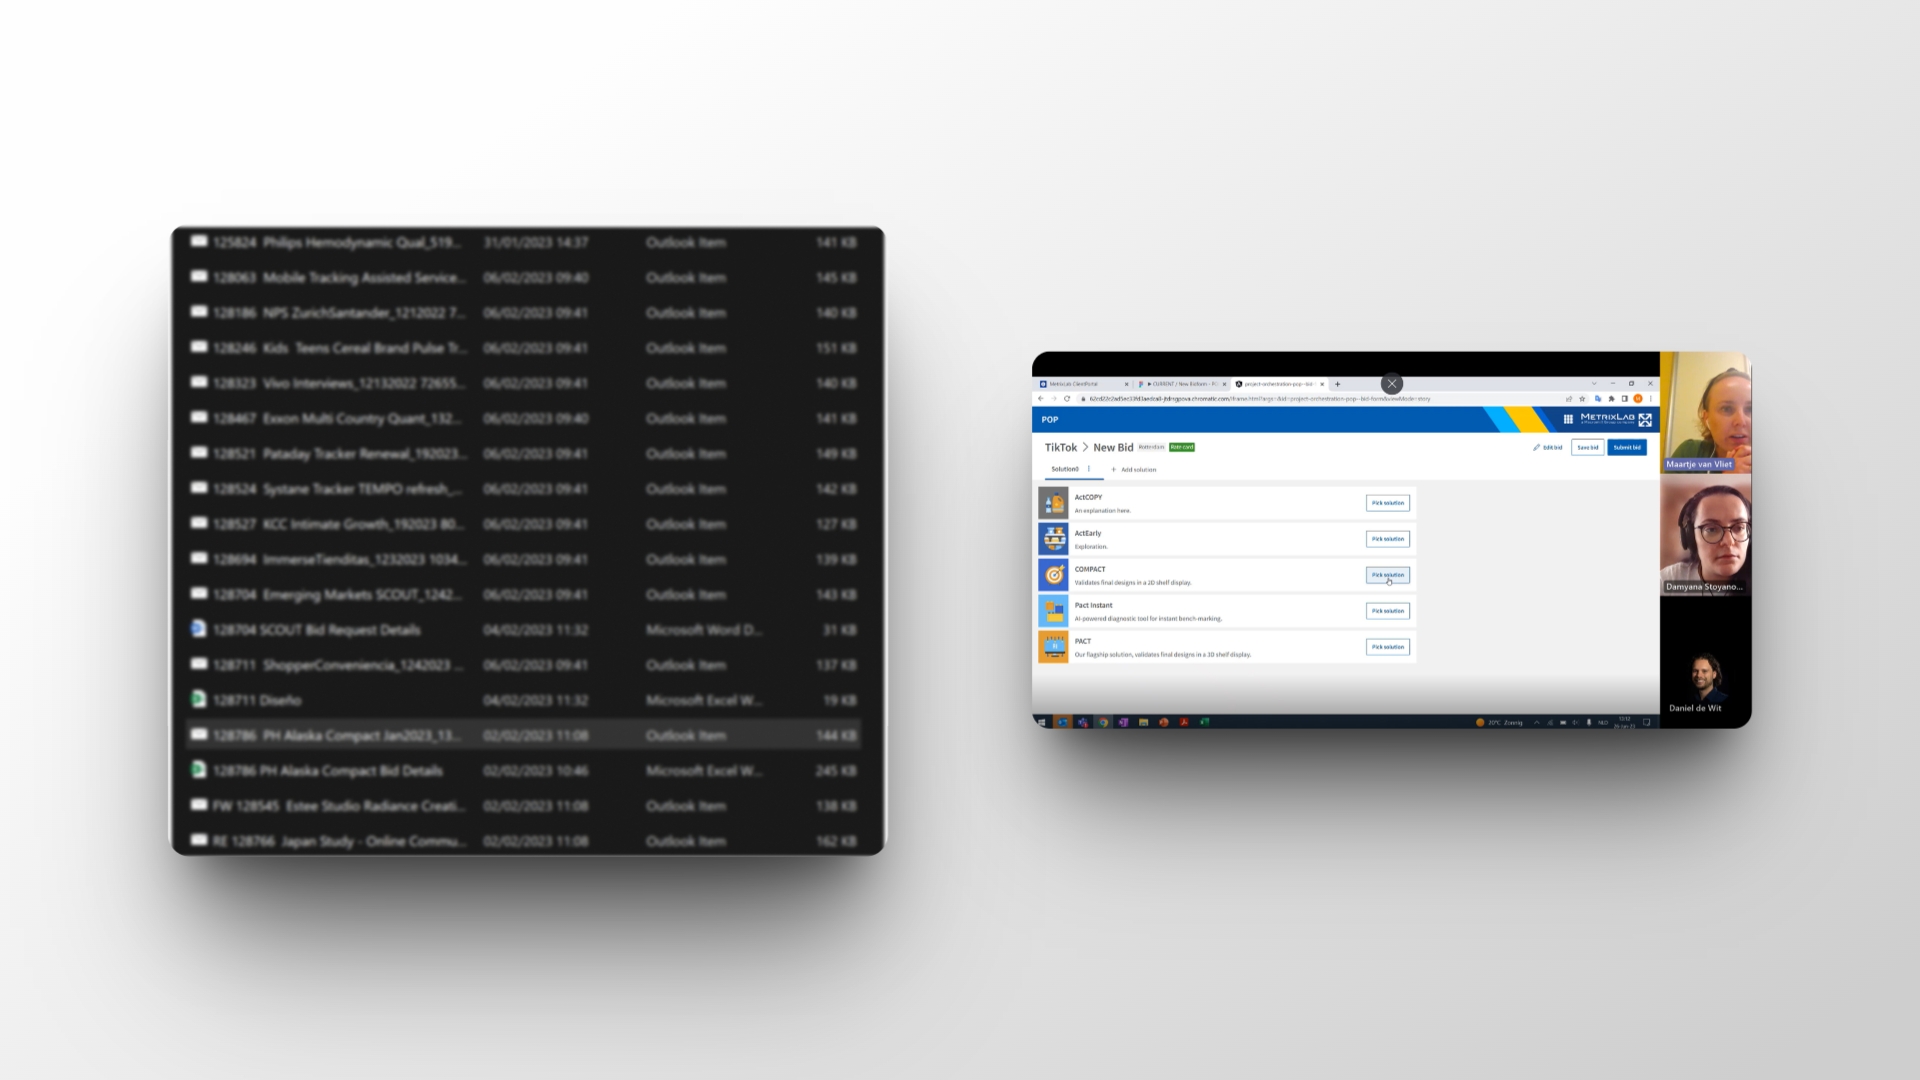 125824 Philips Hemodynamic Qual_519... 31/01/2023 14:37 Outlook Item 141 KB
128063 Mobile Tracking Assisted Service... 06/02/2023 09:40 Outlook Item 145 KB
128186 NPS ZurichSantander_1212022 7... 06/02/2023 09:41 Outlook Item 140 KB
128246 Kids Teens Cereal Brand Pulse Tr... 06/02/2023 09:41 Outlook Item 151 KB
128323 Vivo Interviews_12132022 72655... 06/02/2023 09:41 Outlook Item 140 KB
128467 Exxon Multi Country Quant_132... 06/02/2023 09:40 Outlook Item 141 KB
128521 Pataday Tracker Renewal_192023... 06/02/2023 09:41 Outlook Item 149 KB
128524 Systane Tracker TEMPO refresh_... 06/02/2023 09:41 Outlook Item 142 KB
128527 KCC Intimate Growth_192023 80... 06/02/2023 09:41 Outlook Item 127 KB
128694 ImmerseTienditas_1232023 1034... 06/02/2023 09:41 Outlook Item 139 KB
128704 Emerging Markets SCOUT_1242... 06/02/2023 09:41 Outlook Item 143 KB
128704 SCOUT Bid Request Details 04/02/2023 11:32 Microsoft Word D... 31 KB
128711 ShopperConveniencia_1242023 ... 06/02/2023 09:41 Outlook Item 137 KB
128711 Diseño 04/02/2023 11:32 Microsoft Excel W... 19 KB
128786 PH Alaska Compact Jan2023_13... 02/02/2023 11:08 Outlook Item 144 KB
128786 PH Alaska Compact Bid Details 02/02/2023 10:46 Microsoft Excel W... 245 KB
FW 128545 Estee Studio Radiance Creati... 02/02/2023 11:08 Outlook Item 138 KB
RE 128766 Japan Study - Online Commu... 02/02/2023 11:08 Outlook Item 162 KB
MetrixLab ClientPortal
CURRENT / New Bidform
project-orchestration-pop--bid
POP
METRIXLAB
TikTok > New Bid Rotterdam Rate card
Edit bid Save bid Submit bid
Solution0
+ Add solution
ActCOPY
An explanation here.
Pick solution
ActEarly
Exploration.
Pick solution
COMPACT
Validates final designs in a 2D shelf display.
Pick solution
Pact Instant
AI-powered diagnostic tool for instant bench-marking.
Pick solution
PACT
Our flagship solution, validates final designs in a 3D shelf display.
Pick solution
20°C Zonnig
13:12
Maartje van Vliet
Damyana Stoyano...
Daniel de Wit